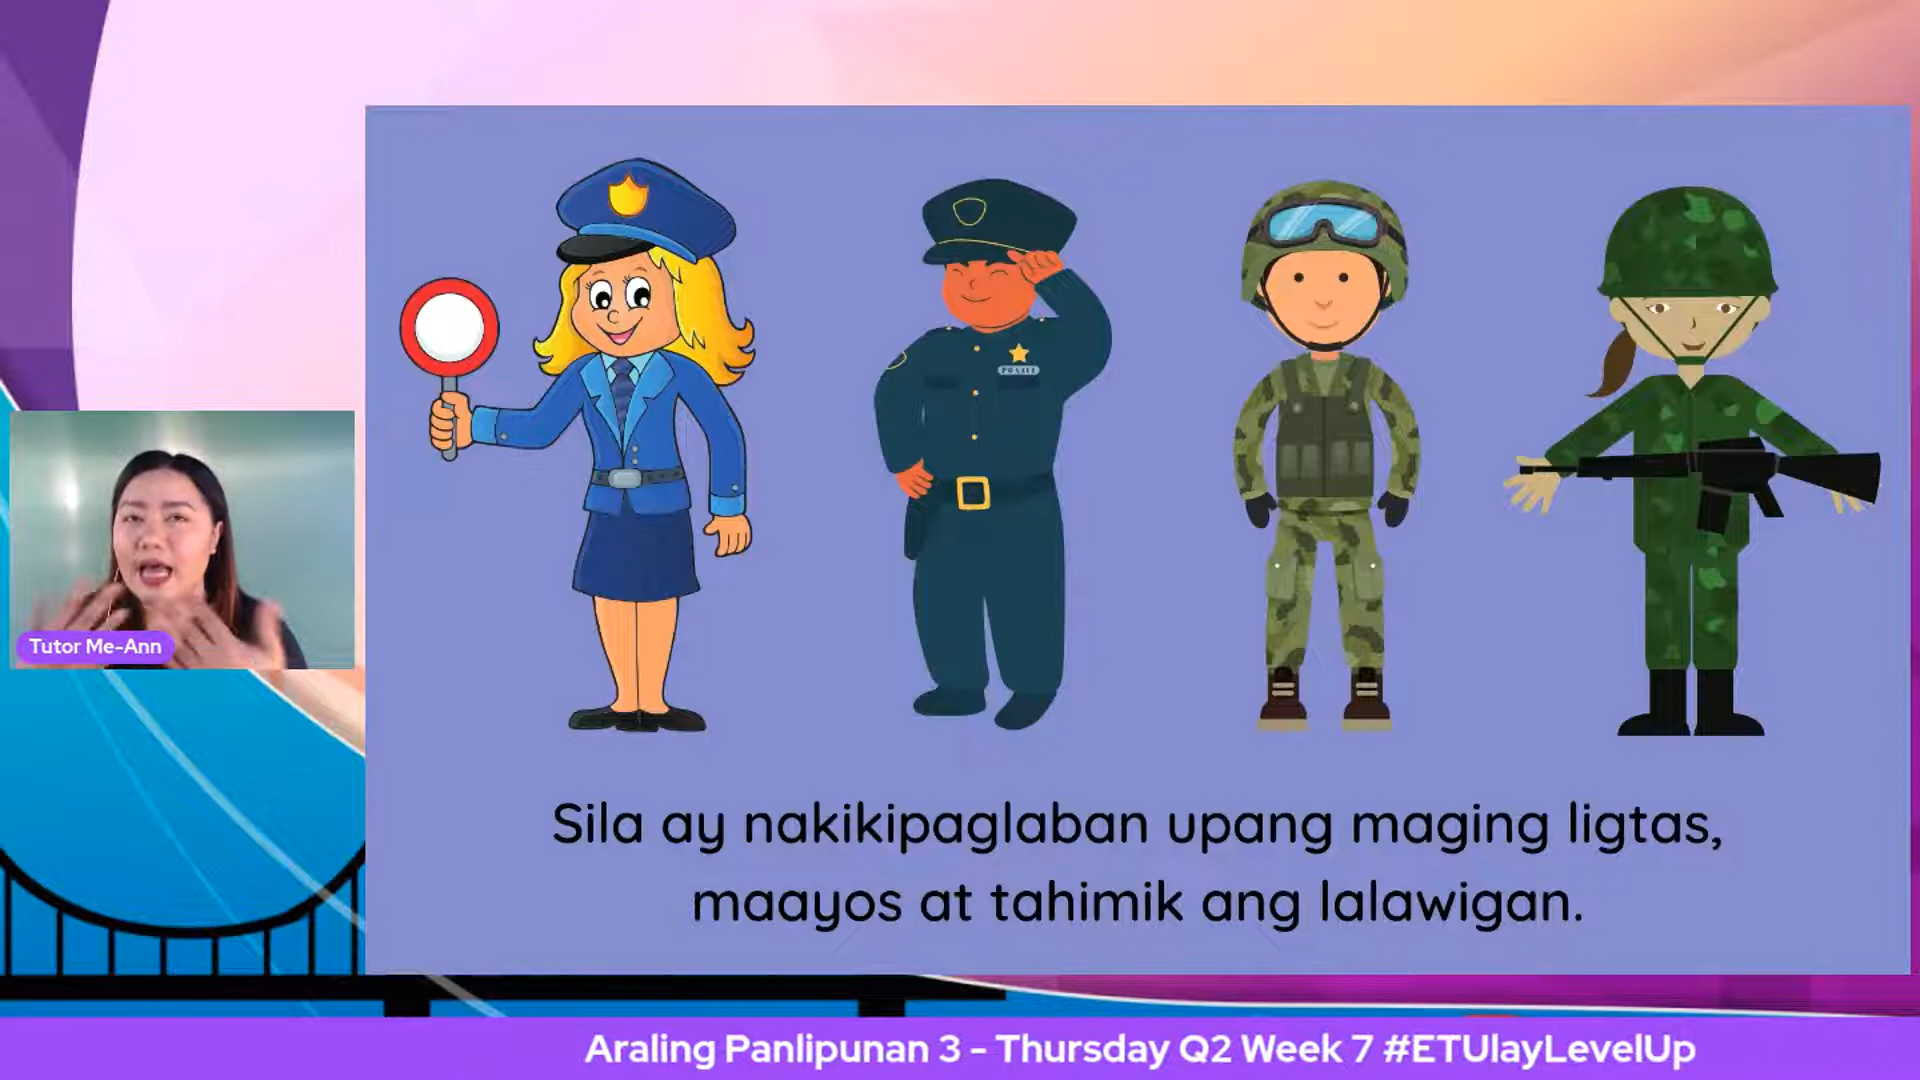 POLICE
Tutor Me-Ann
Sila ay nakikipaglaban upang maging ligtas,
maayos at tahimik ang lalawigan.
Araling Panlipunan 3 - Thursday Q2 Week 7 #ETUlayLevelUp